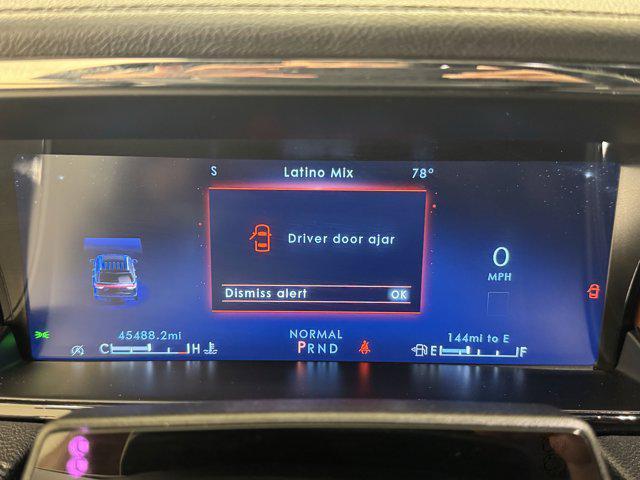 S Latino Mix 78°
Driver door ajar
Dismiss alert OK
0
MPH
45488.2mi NORMAL 144mi to E
C H PRND E F